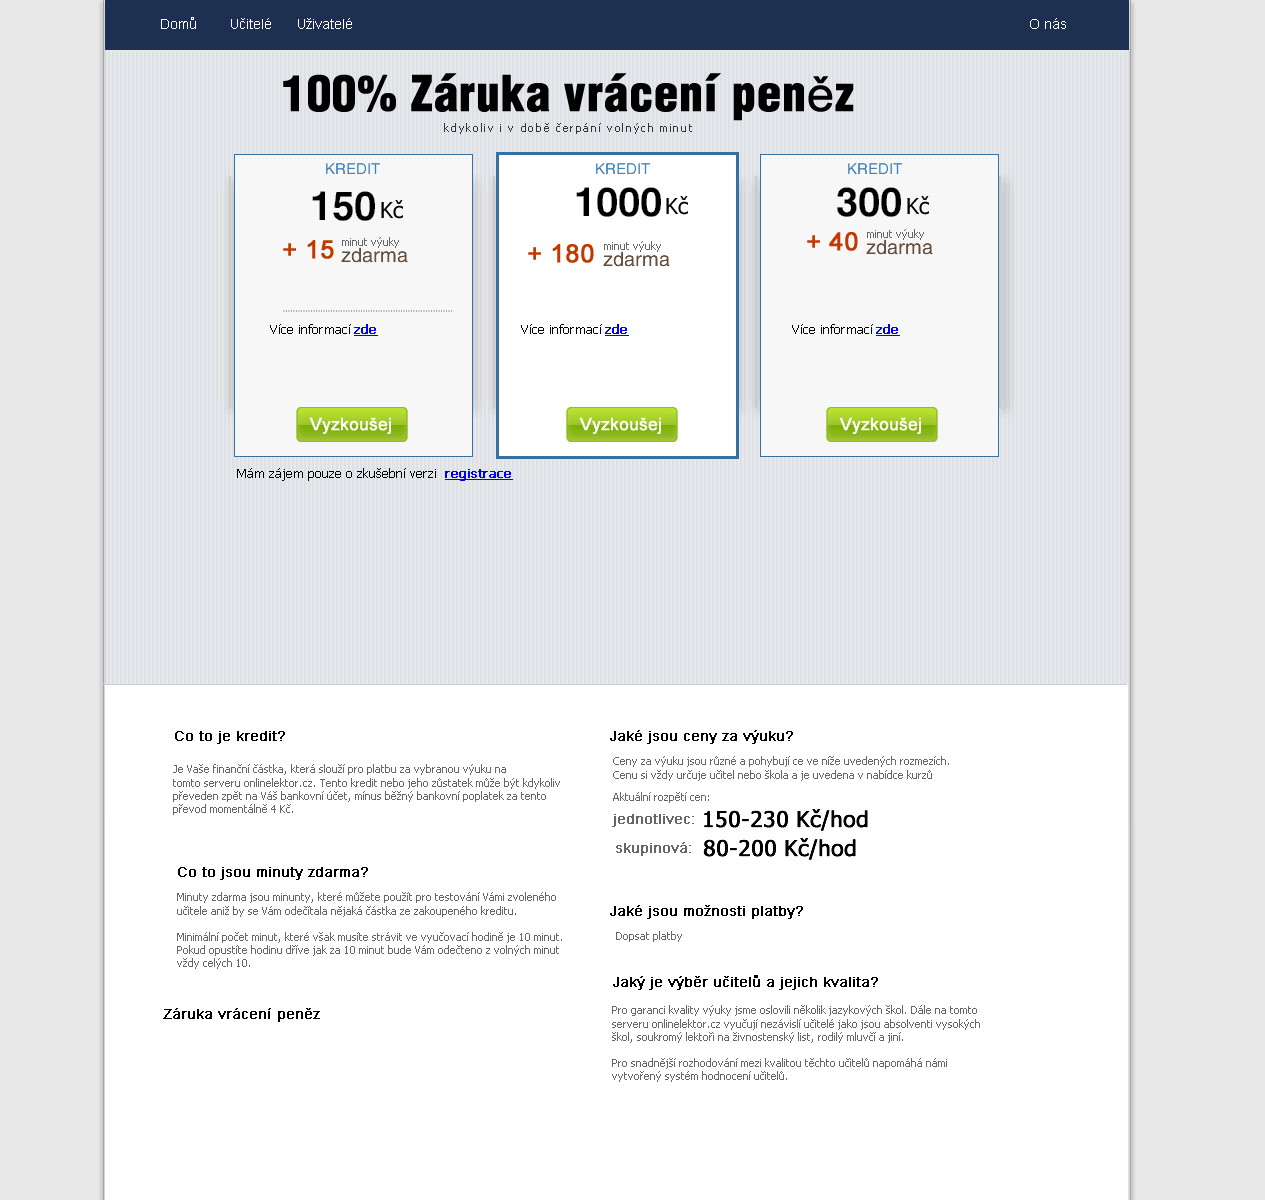 Domů Učitelé Uživatelé O nás
100% Záruka vrácení peněz
kdykoliv i v době čerpání volných minut
KREDIT
150 Kč
+ 15 minut výuky
zdarma
Více informací zde
Vyzkoušej
KREDIT
1000 Kč
+ 180 minut výuky
zdarma
Více informací zde
Vyzkoušej
KREDIT
300 Kč
+ 40 minut výuky
zdarma
Více informací zde
Vyzkoušej
Mám zájem pouze o zkušební verzi registrace
Co to je kredit?
Je Vaše finanční částka, která slouží pro platbu za vybranou výuku na
tomto serveru onlinelektor.cz. Tento kredit nebo jeho zůstatek může být kdykoliv
převeden zpět na Váš bankovní účet, mínus běžný bankovní poplatek za tento
převod momentálně 4 Kč.
Co to jsou minuty zdarma?
Minuty zdarma jsou minunty, které můžete použít pro testování Vámi zvoleného
učitele aniž by se Vám odečítala nějaká částka ze zakoupeného kreditu.
Minimální počet minut, které však musíte strávit ve vyučovací hodině je 10 minut.
Pokud opustíte hodinu dříve jak za 10 minut bude Vám odečteno z volných minut
vždy celých 10.
Záruka vrácení peněz
Jaké jsou ceny za výuku?
Ceny za výuku jsou různé a pohybují ce ve níže uvedených rozmezích.
Cenu si vždy určuje učitel nebo škola a je uvedena v nabídce kurzů
Aktuální rozpětí cen:
jednotlivec: 150-230 Kč/hod
skupinová: 80-200 Kč/hod
Jaké jsou možnosti platby?
Dopsat platby
Jaký je výběr učitelů a jejich kvalita?
Pro garanci kvality výuky jsme oslovili několik jazykových škol. Dále na tomto
serveru onlinelektor.cz vyučují nezávislí učitelé jako jsou absolventi vysokých
škol, soukromý lektoři na živnostenský list, rodilý mluvčí a jiní.
Pro snadnější rozhodování mezi kvalitou těchto učitelů napomáhá námi
vytvořený systém hodnocení učitelů.